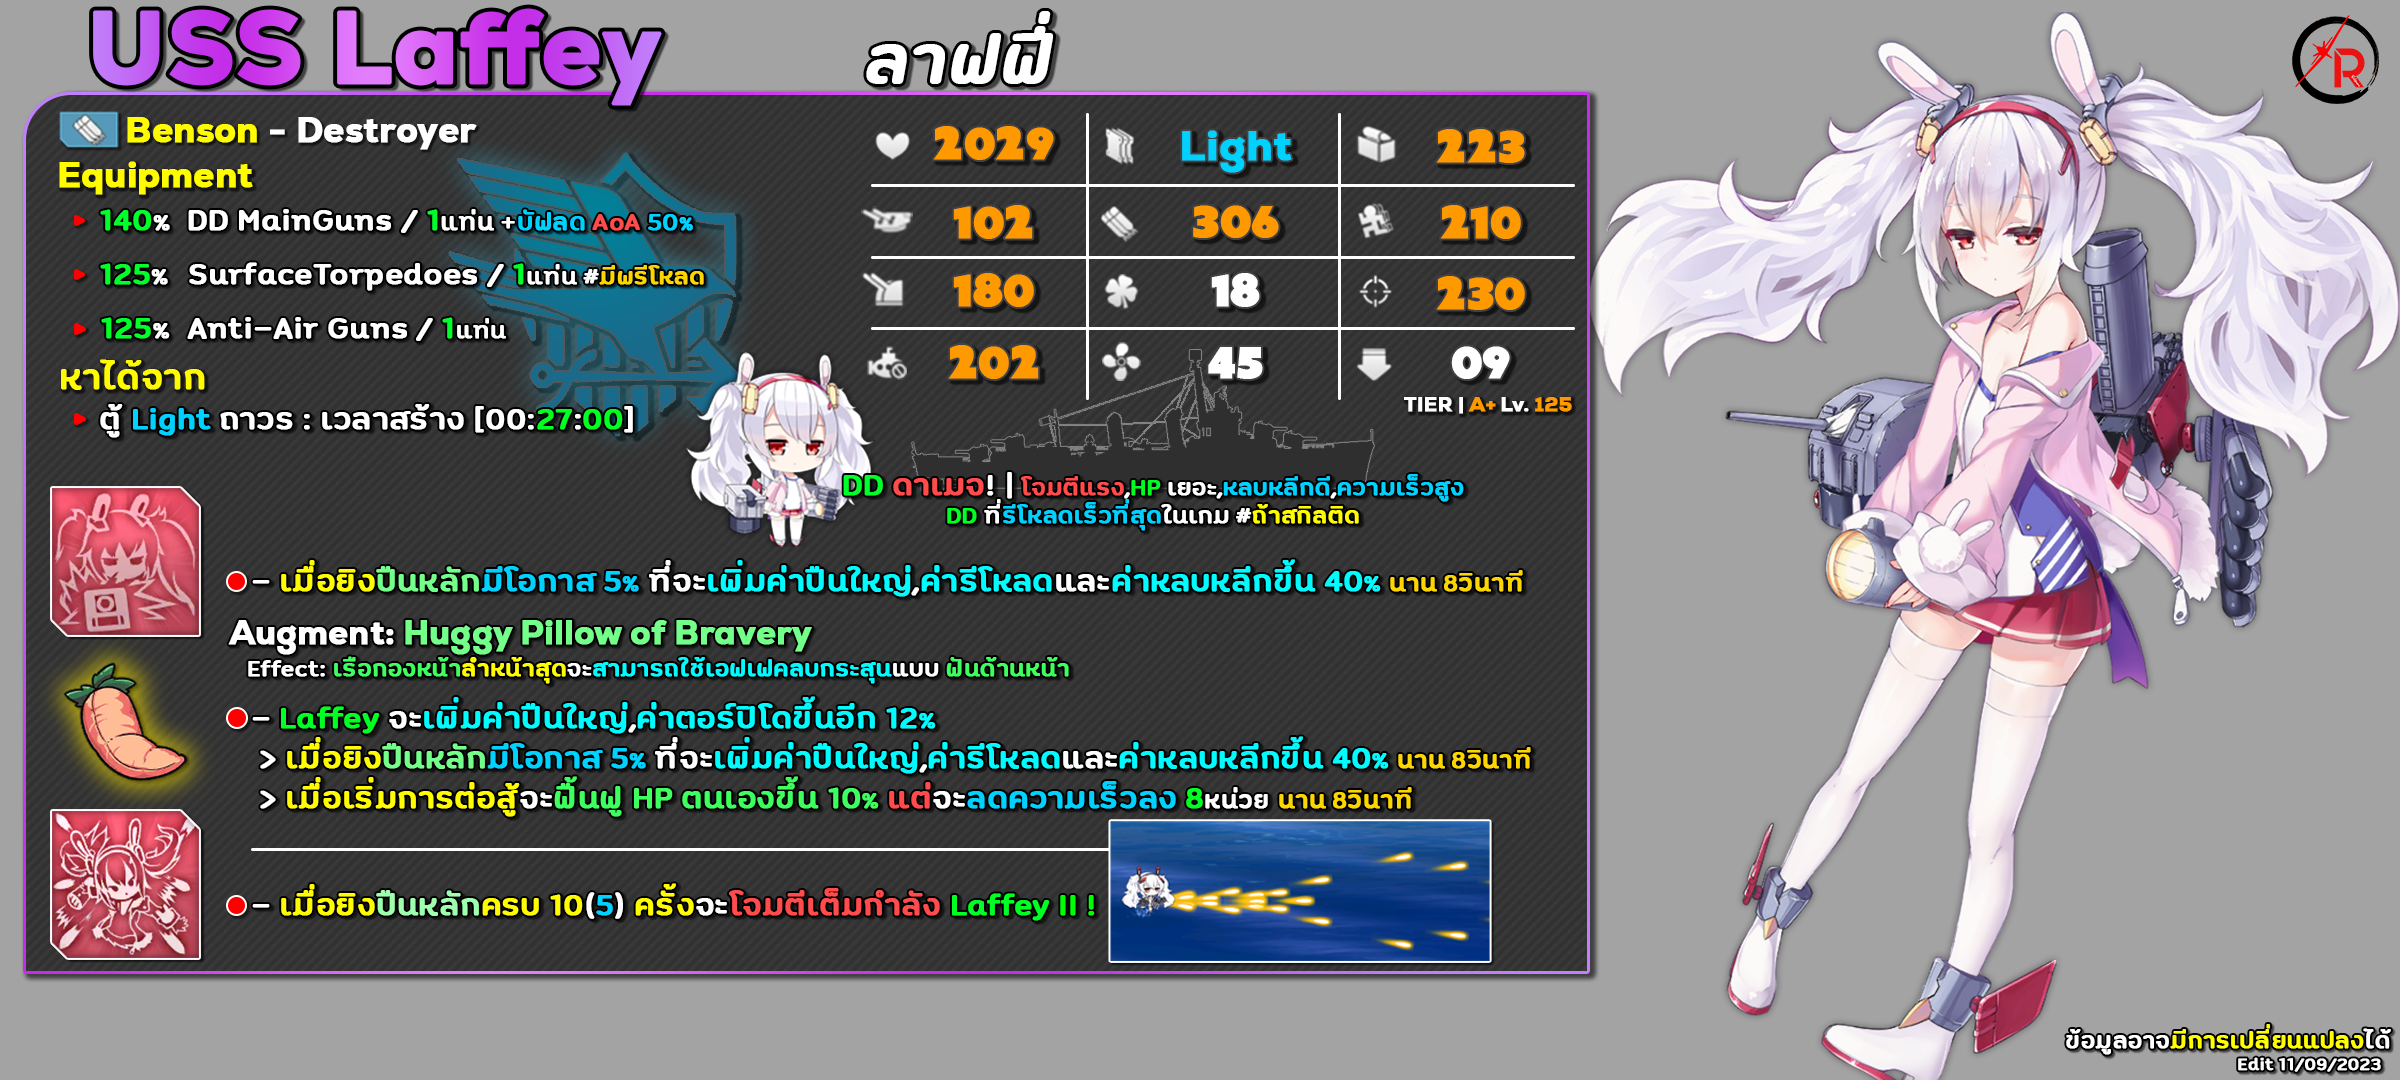 USS Laffey
ลาฟฟี่
R
Benson - Destroyer
Equipment
140% DD MainGuns / 1แท่น +บัฟลด AoA 50%
125% SurfaceTorpedoes / 1แท่น #มีพรีโหลด
125% Anti-Air Guns / 1แท่น
หาได้จาก
ตู้ Light ถาวร : เวลาสร้าง [00:27:00]
2029 Light 223
102 306 210
180 18 230
202 45 09
TIER | A+ Lv. 125
DD ดาเมจ! | โจมตีแรง,HP เยอะ,หลบหลีกดี,ความเร็วสูง
DD ที่รีโหลดเร็วที่สุดในเกม #ถ้าสกิลติด
- เมื่อยิงปืนหลักมีโอกาส 5% ที่จะเพิ่มค่าปืนใหญ่,ค่ารีโหลดและค่าหลบหลีกขึ้น 40% นาน 8วินาที
Augment: Huggy Pillow of Bravery
Effect: เรือกองหน้าลำหน้าสุดจะสามารถใช้เอฟเฟคลบกระสุนแบบ ฝันด้านหน้า
- Laffey จะเพิ่มค่าปืนใหญ่,ค่าตอร์ปิโดขึ้นอีก 12%
> เมื่อยิงปืนหลักมีโอกาส 5% ที่จะเพิ่มค่าปืนใหญ่,ค่ารีโหลดและค่าหลบหลีกขึ้น 40% นาน 8วินาที
> เมื่อเริ่มการต่อสู้จะฟื้นฟู HP ตนเองขึ้น 10% แต่จะลดความเร็วลง 8หน่วย นาน 8วินาที
- เมื่อยิงปืนหลักครบ 10(5) ครั้งจะโจมตีเต็มกำลัง Laffey II !
ข้อมูลอาจมีการเปลี่ยนแปลงได้
Edit 11/09/2023